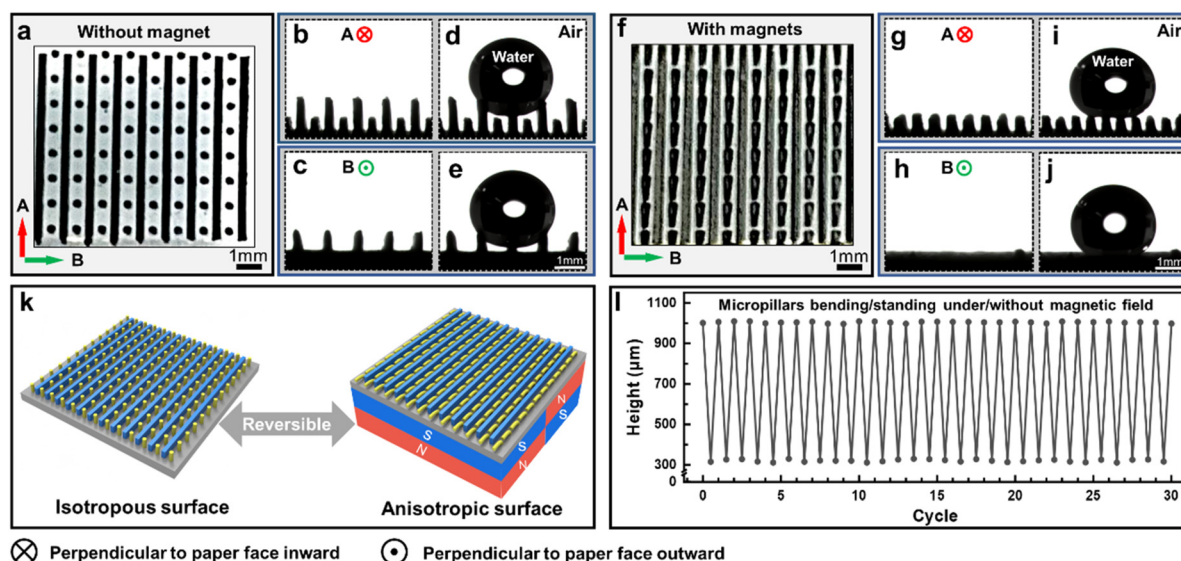 a
Without magnet
A
B
1mm
b
A
c
B
d
Air
Water
e
1mm
f
With magnets
A
B
1mm
g
A
h
B
i
Air
Water
j
1mm
k
Reversible
S
N
N
S
S
N
Isotropous surface
Anisotropic surface
l
Micropillars bending/standing under/without magnetic field
Height (μm)
1100
900
700
500
300
0
0 5 10 15 20 25 30
Cycle
Perpendicular to paper face inward
Perpendicular to paper face outward